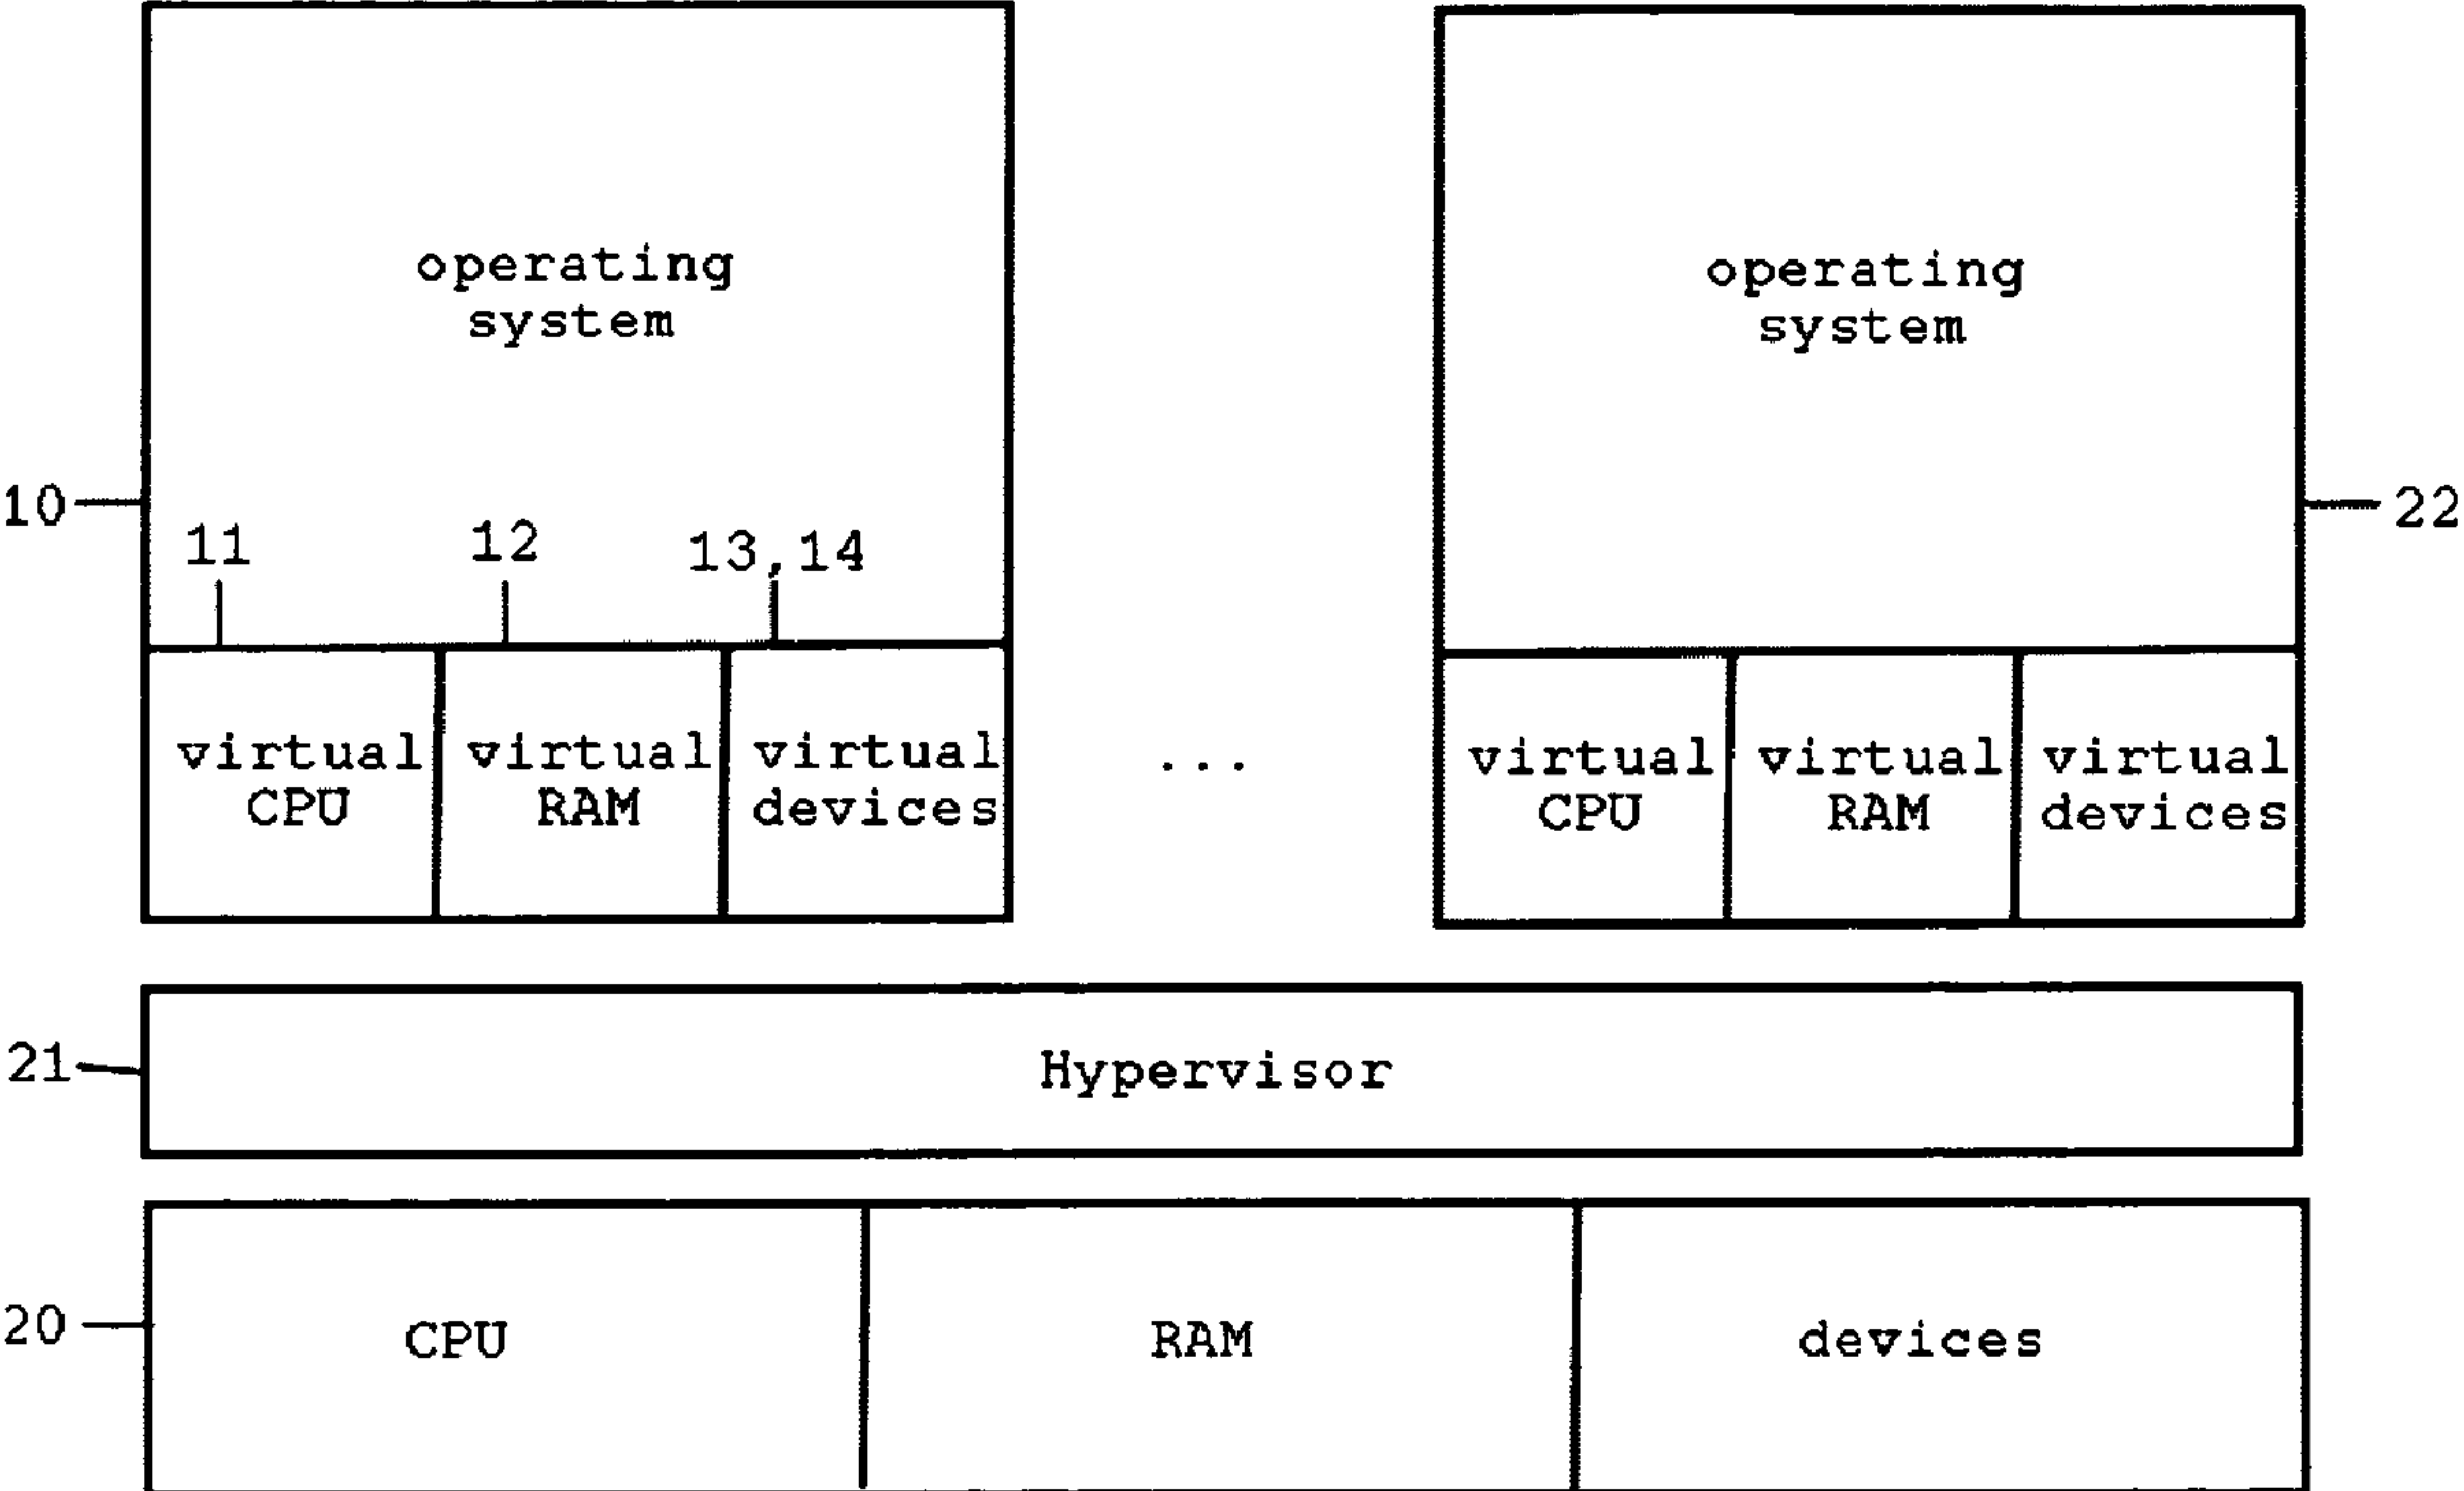 operating
system
operating
system
10
22
11
12
13,14
virtual
CPU
virtual
RAM
virtual
devices
...
virtual
CPU
virtual
RAM
virtual
devices
21
Hypervisor
20
CPU
RAM
devices